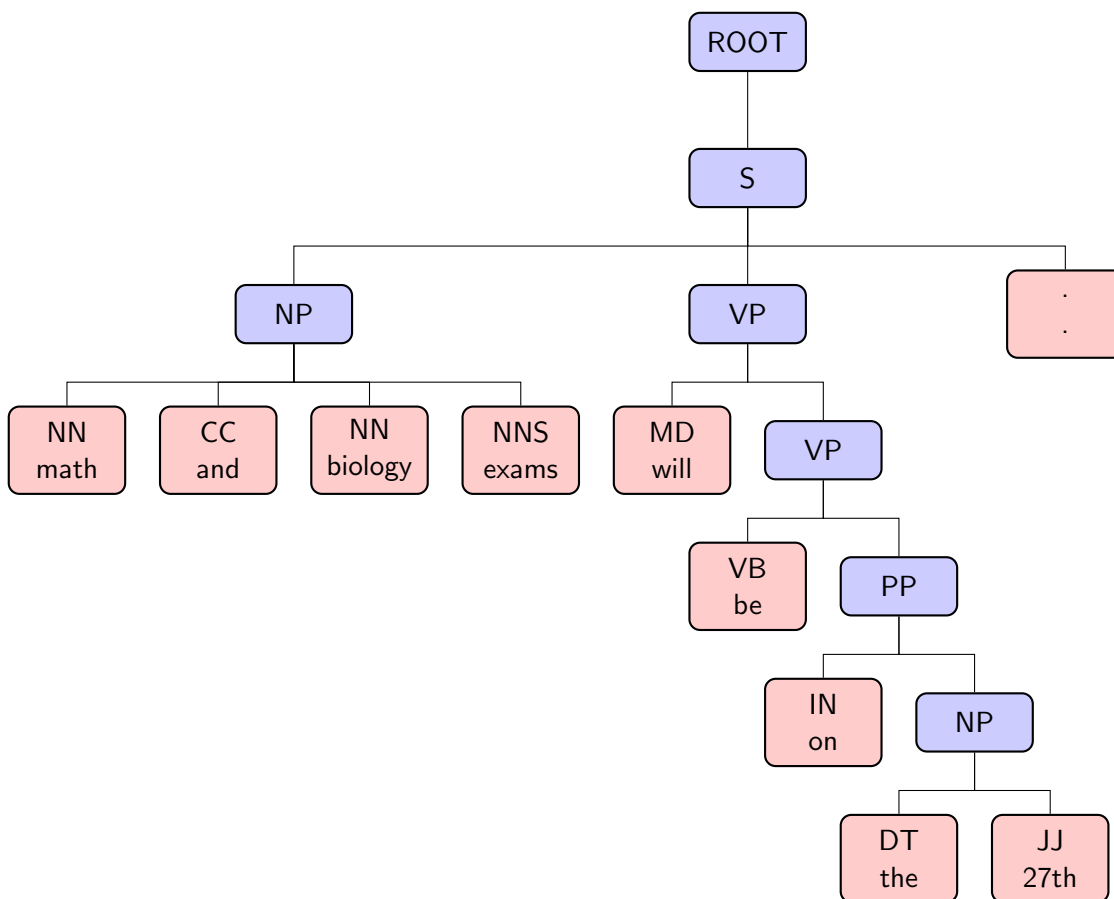 ROOT
S
NP
VP
.
.
NN
math
CC
and
NN
biology
NNS
exams
MD
will
VP
VB
be
PP
IN
on
NP
DT
the
JJ
27th